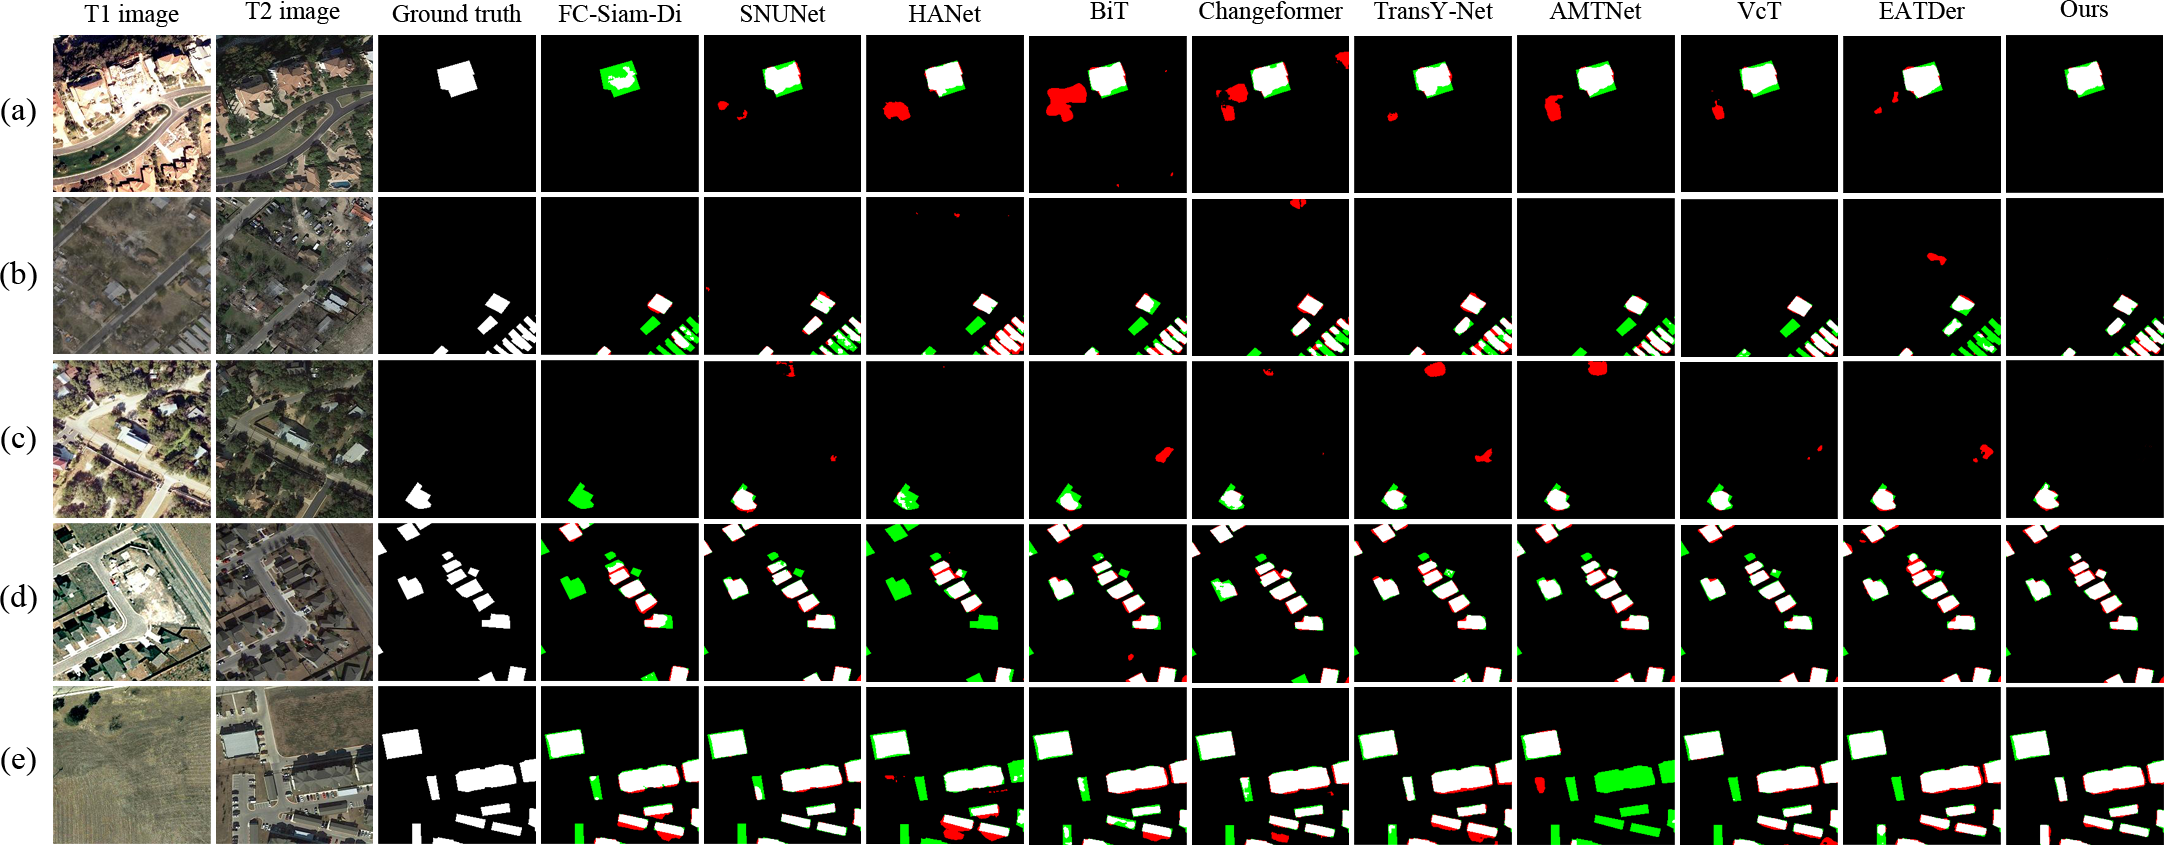 T1 image T2 image Ground truth FC-Siam-Di SNUNet HANet BiT Changeformer TransY-Net AMTNet VcT EATDer Ours
(a)
(b)
(c)
(d)
(e)